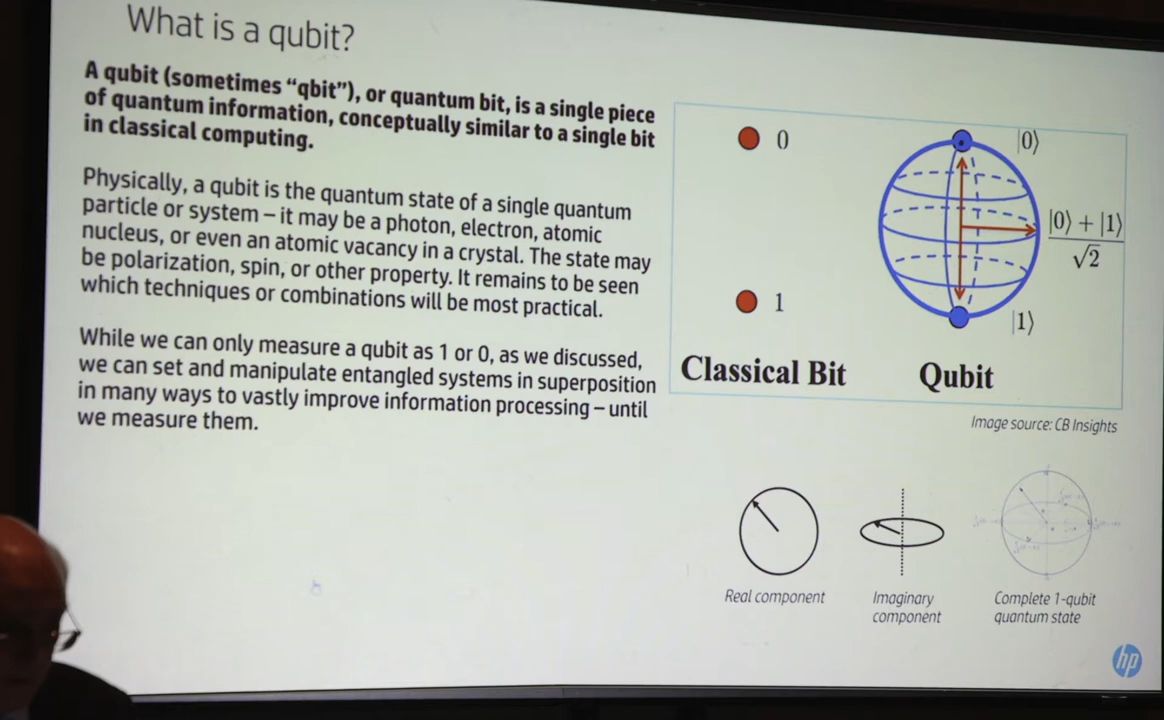 What is a qubit?
A qubit (sometimes “qbit”), or quantum bit, is a single piece
of quantum information, conceptually similar to a single bit
in classical computing.
Physically, a qubit is the quantum state of a single quantum
particle or system – it may be a photon, electron, atomic
nucleus, or even an atomic vacancy in a crystal. The state may
be polarization, spin, or other property. It remains to be seen
which techniques or combinations will be most practical.
While we can only measure a qubit as 1 or 0, as we discussed,
we can set and manipulate entangled systems in superposition
in many ways to vastly improve information processing – until
we measure them.
0
1
Classical Bit
|0⟩
|0⟩ + |1⟩
√2
|1⟩
Qubit
Image source: CB Insights
Real component
Imaginary
component
Complete 1-qubit
quantum state
hp